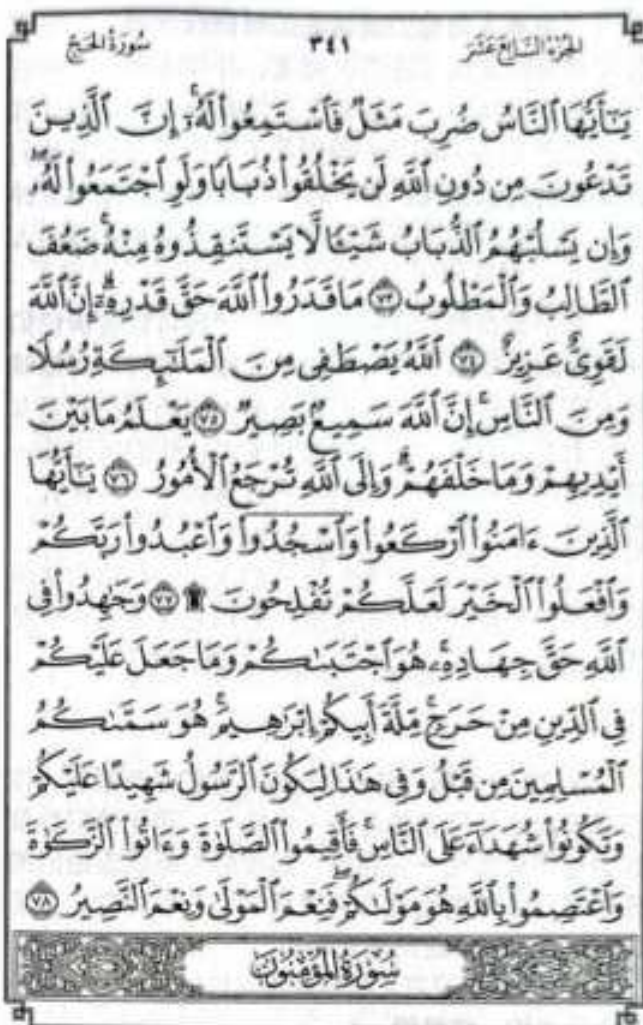 الجزء السابع عشر ٣٤١ سورة الحج
يَٰٓأَيُّهَا ٱلنَّاسُ ضُرِبَ مَثَلٌ فَٱسْتَمِعُوا۟ لَهُۥٓ ۚ إِنَّ ٱلَّذِينَ
تَدْعُونَ مِن دُونِ ٱللَّهِ لَن يَخْلُقُوا۟ ذُبَابًا وَلَوِ ٱجْتَمَعُوا۟ لَهُۥ ۖ
وَإِن يَسْلُبْهُمُ ٱلذُّبَابُ شَيْـًٔا لَّا يَسْتَنقِذُوهُ مِنْهُ ۚ ضَعُفَ
ٱلطَّالِبُ وَٱلْمَطْلُوبُ ٧٣ مَا قَدَرُوا۟ ٱللَّهَ حَقَّ قَدْرِهِۦٓ ۗ إِنَّ ٱللَّهَ
لَقَوِىٌّ عَزِيزٌ ٧٤ ٱللَّهُ يَصْطَفِى مِنَ ٱلْمَلَٰٓئِكَةِ رُسُلًا
وَمِنَ ٱلنَّاسِ ۚ إِنَّ ٱللَّهَ سَمِيعٌۢ بَصِيرٌ ٧٥ يَعْلَمُ مَا بَيْنَ
أَيْدِيهِمْ وَمَا خَلْفَهُمْ ۗ وَإِلَى ٱللَّهِ تُرْجَعُ ٱلْأُمُورُ ٧٦ يَٰٓأَيُّهَا
ٱلَّذِينَ ءَامَنُوا۟ ٱرْكَعُوا۟ وَٱسْجُدُوا۟ وَٱعْبُدُوا۟ رَبَّكُمْ
وَٱفْعَلُوا۟ ٱلْخَيْرَ لَعَلَّكُمْ تُفْلِحُونَ ۩ ٧٧ وَجَٰهِدُوا۟ فِى
ٱللَّهِ حَقَّ جِهَادِهِۦ ۚ هُوَ ٱجْتَبَىٰكُمْ وَمَا جَعَلَ عَلَيْكُمْ
فِى ٱلدِّينِ مِنْ حَرَجٍ ۚ مِّلَّةَ أَبِيكُمْ إِبْرَٰهِيمَ ۚ هُوَ سَمَّىٰكُمُ
ٱلْمُسْلِمِينَ مِن قَبْلُ وَفِى هَٰذَا لِيَكُونَ ٱلرَّسُولُ شَهِيدًا عَلَيْكُمْ
وَتَكُونُوا۟ شُهَدَآءَ عَلَى ٱلنَّاسِ ۚ فَأَقِيمُوا۟ ٱلصَّلَوٰةَ وَءَاتُوا۟ ٱلزَّكَوٰةَ
وَٱعْتَصِمُوا۟ بِٱللَّهِ هُوَ مَوْلَىٰكُمْ ۖ فَنِعْمَ ٱلْمَوْلَىٰ وَنِعْمَ ٱلنَّصِيرُ ٧٨
سُورَةُ ٱلْمُؤْمِنُونَ